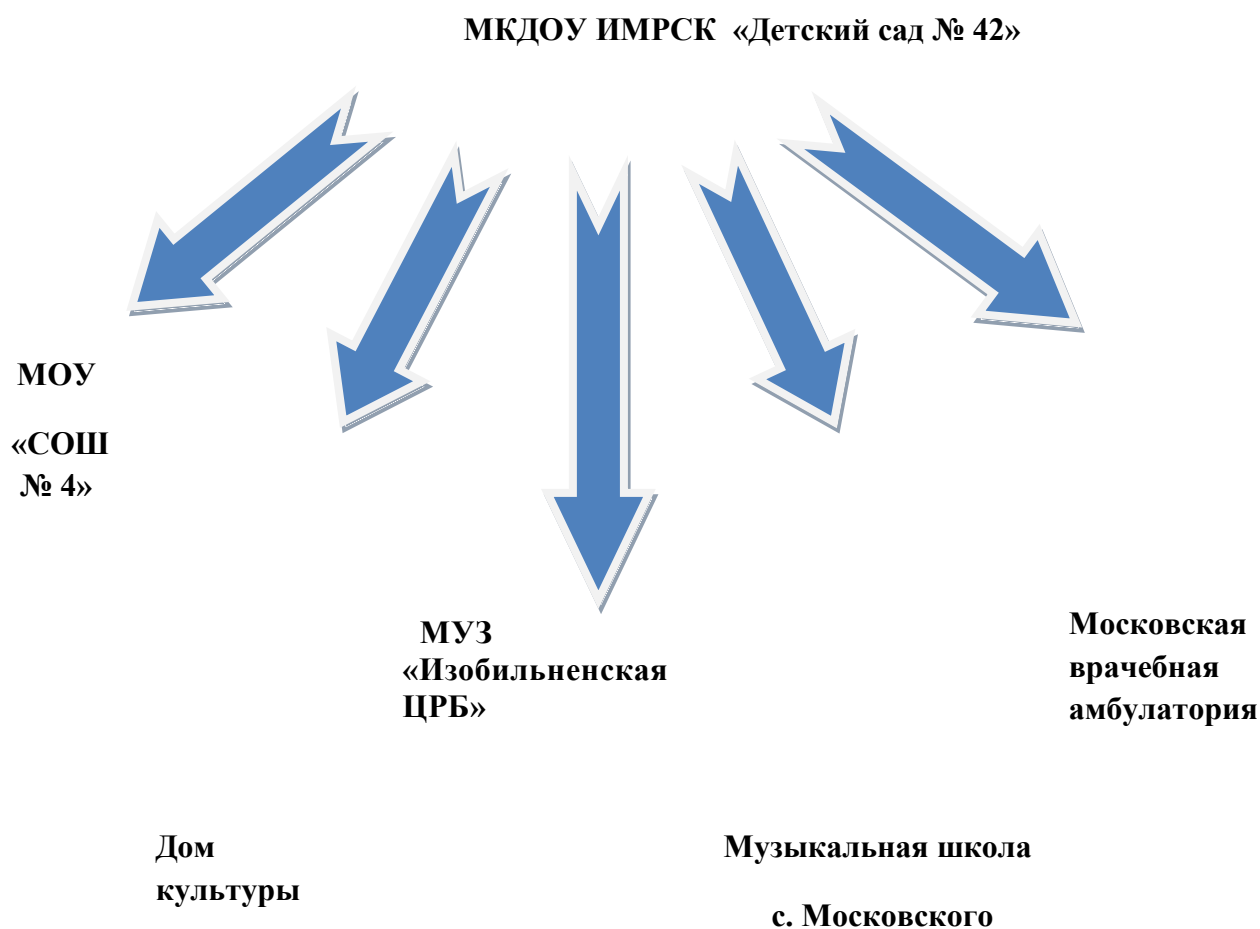 МКДОУ ИМРСК «Детский сад № 42»
МОУ
«СОШ
№ 4»
МУЗ
«Изобильненская
ЦРБ»
Московская
врачебная
амбулатория
Дом
культуры
Музыкальная школа
с. Московского